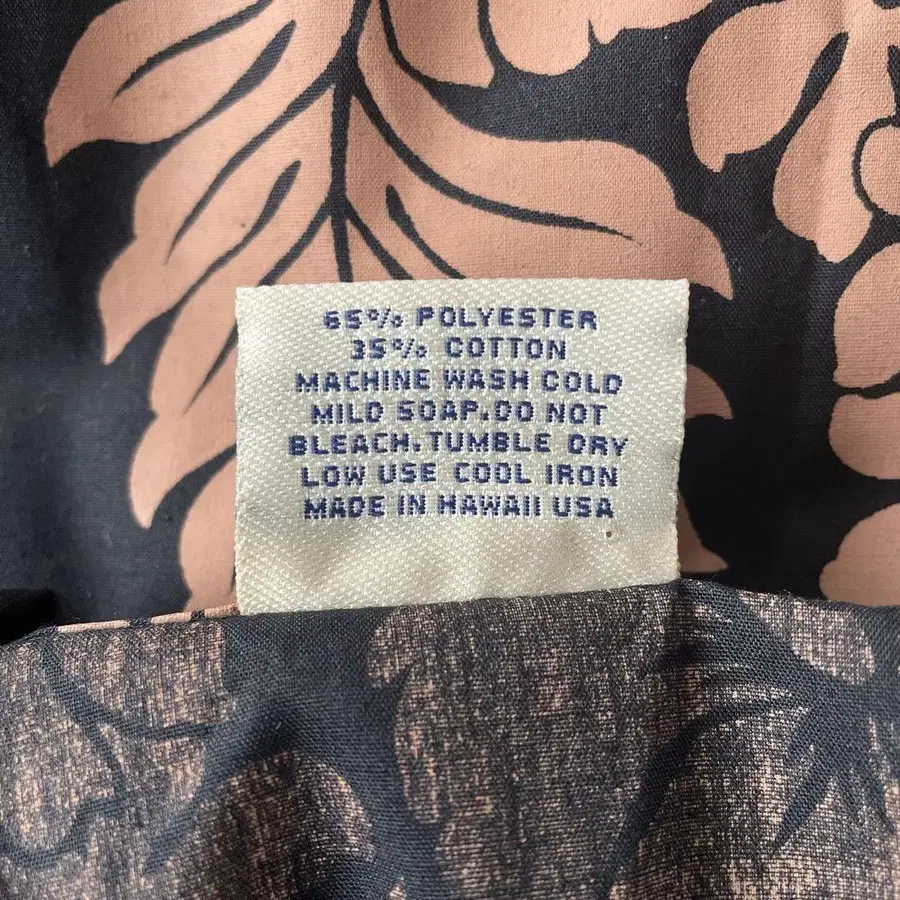 65% POLYESTER
35% COTTON
MACHINE WASH COLD
MILD SOAP.DO NOT
BLEACH.TUMBLE DRY
LOW USE COOL IRON
MADE IN HAWAII USA